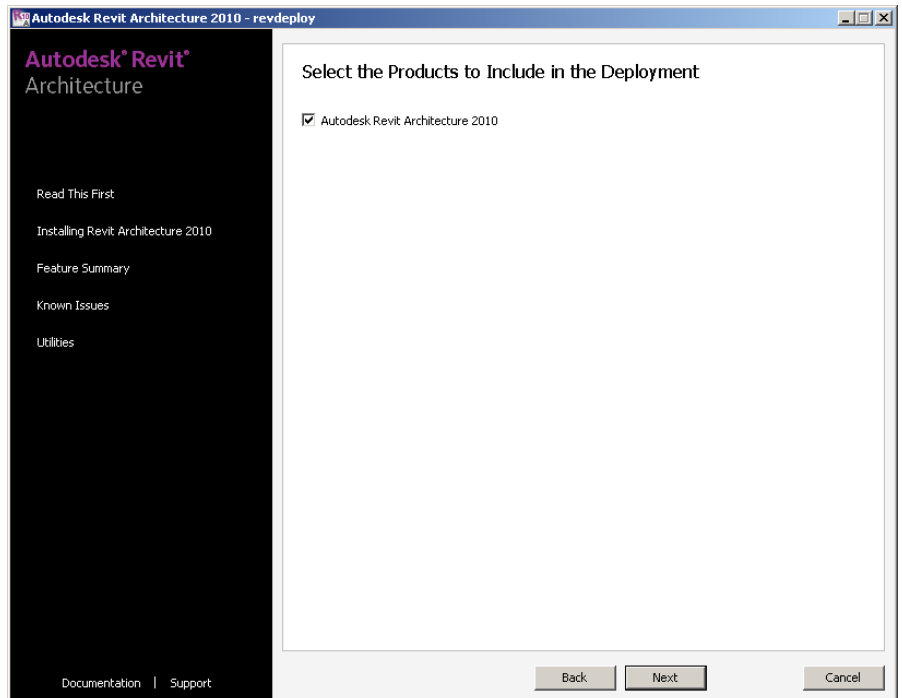 Autodesk Revit Architecture 2010 - revdeploy
Autodesk® Revit®
Architecture
Select the Products to Include in the Deployment
Autodesk Revit Architecture 2010
Read This First
Installing Revit Architecture 2010
Feature Summary
Known Issues
Utilities
Documentation | Support
Back
Next
Cancel